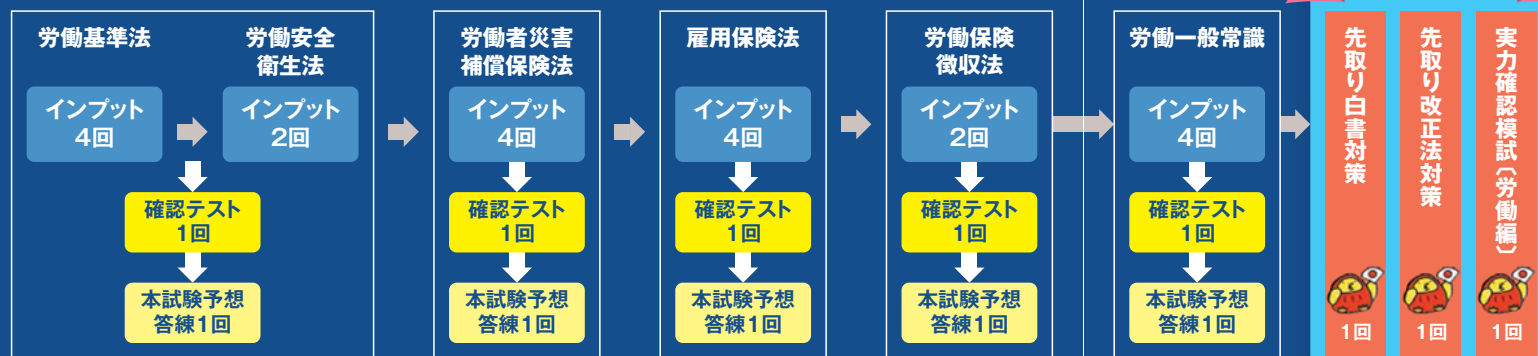 労働基準法
インプット
4回
労働安全
衛生法
インプット
2回
確認テスト
1回
本試験予想
答練1回
労働者災害
補償保険法
インプット
4回
確認テスト
1回
本試験予想
答練1回
雇用保険法
インプット
4回
確認テスト
1回
本試験予想
答練1回
労働保険
徴収法
インプット
2回
確認テスト
1回
本試験予想
答練1回
労働一般常識
インプット
4回
確認テスト
1回
本試験予想
答練1回
先取り白書対策
1回
先取り改正法対策
1回
実力確認模試(労働編)
1回